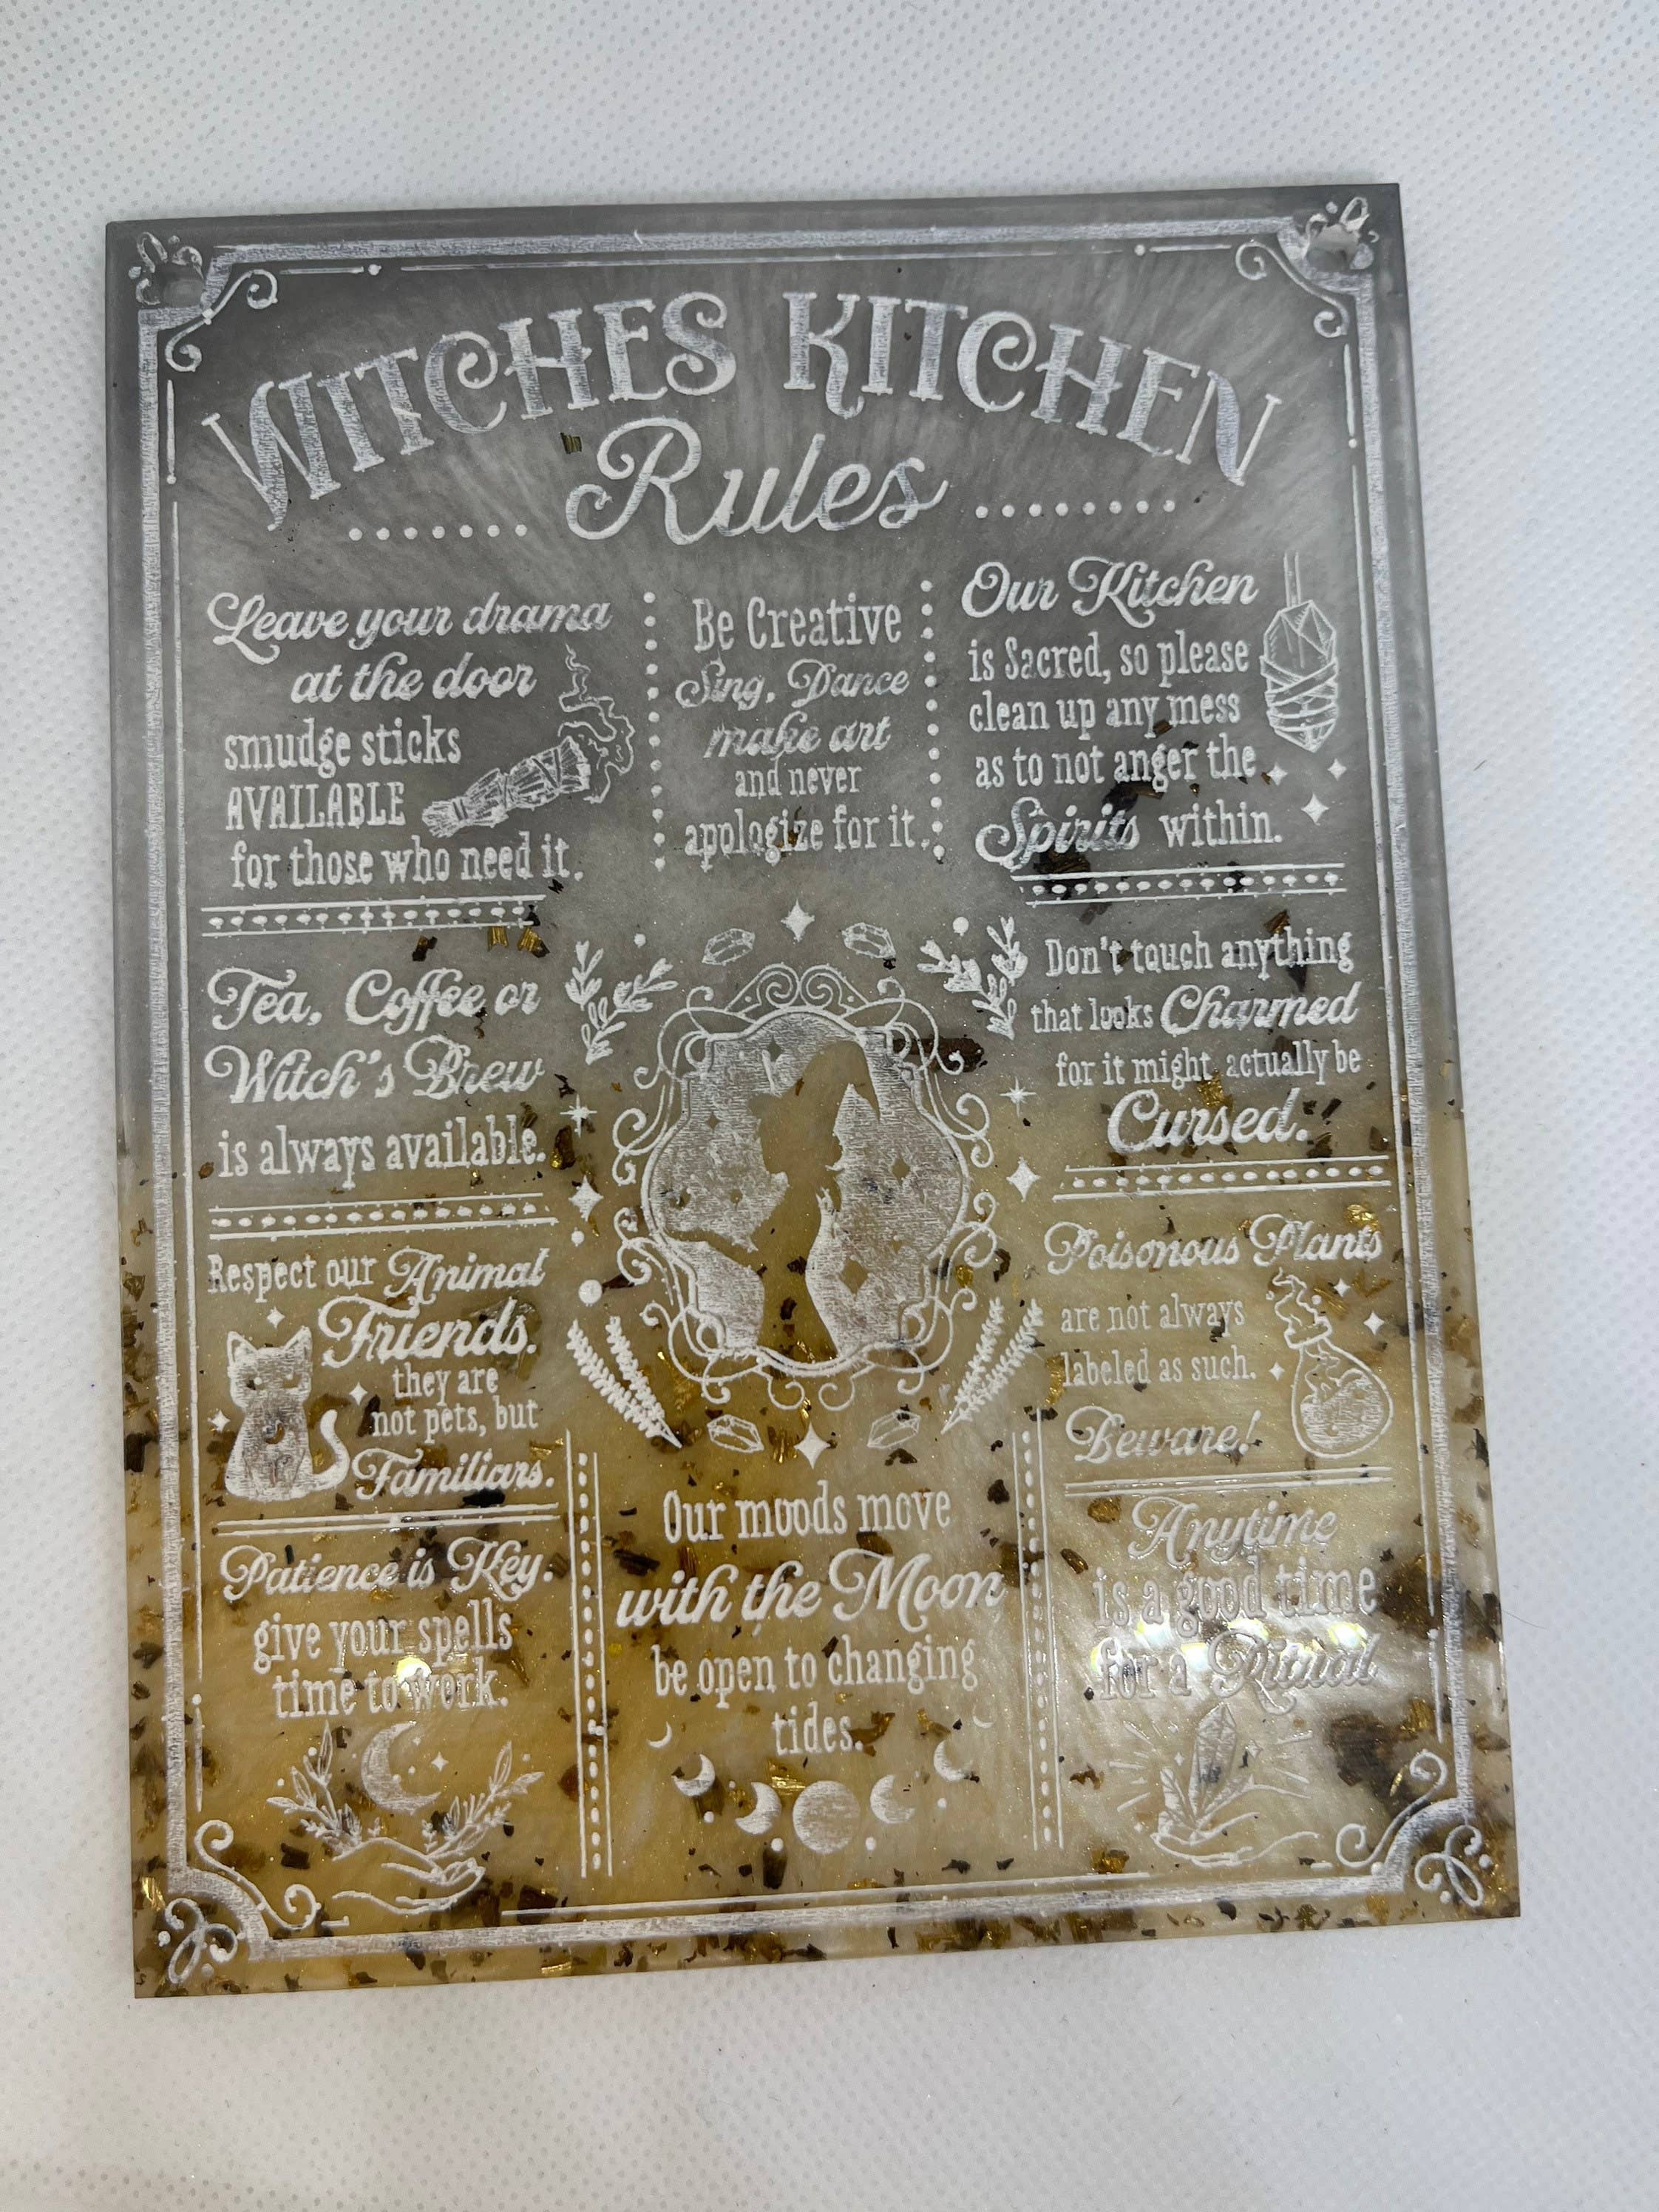 WITCHES KITCHEN
Rules
Leave your drama
at the door
smudge sticks
AVAILABLE
for those who need it.
Be Creative
Sing, Dance
make art
and never
apologize for it.
Our Kitchen
is Sacred, so please
clean up any mess
as to not anger the
Spirits within.
Tea, Coffee or
Witch's Brew
is always available.
Don't touch anything
that looks Charmed
for it might actually be
Cursed.
Respect our Animal
Friends.
they are
not pets, but
Familiars.
Poisonous Plants
are not always
labeled as such.
Beware!
Patience is Key.
give your spells
time to work.
Our moods move
with the Moon
be open to changing
tides.
Anytime
is a good time
for a Ritual